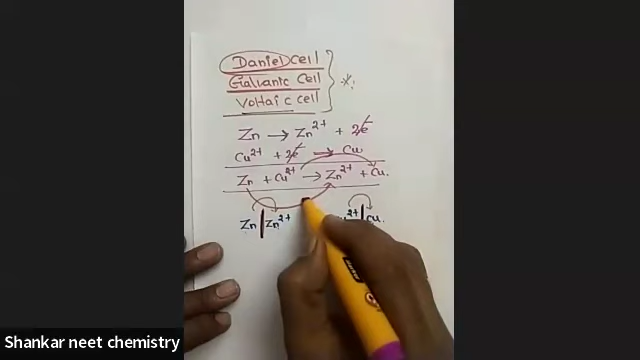 Daniel Cell
Galvanic Cell
Voltaic cell
*;
Zn → Zn²⁺ + 2e⁻
Cu²⁺ + 2e⁻ → Cu
Zn + Cu²⁺ → Zn²⁺ + Cu.
Zn | Zn²⁺ ²⁺ | Cu.
Shankar neet chemistry